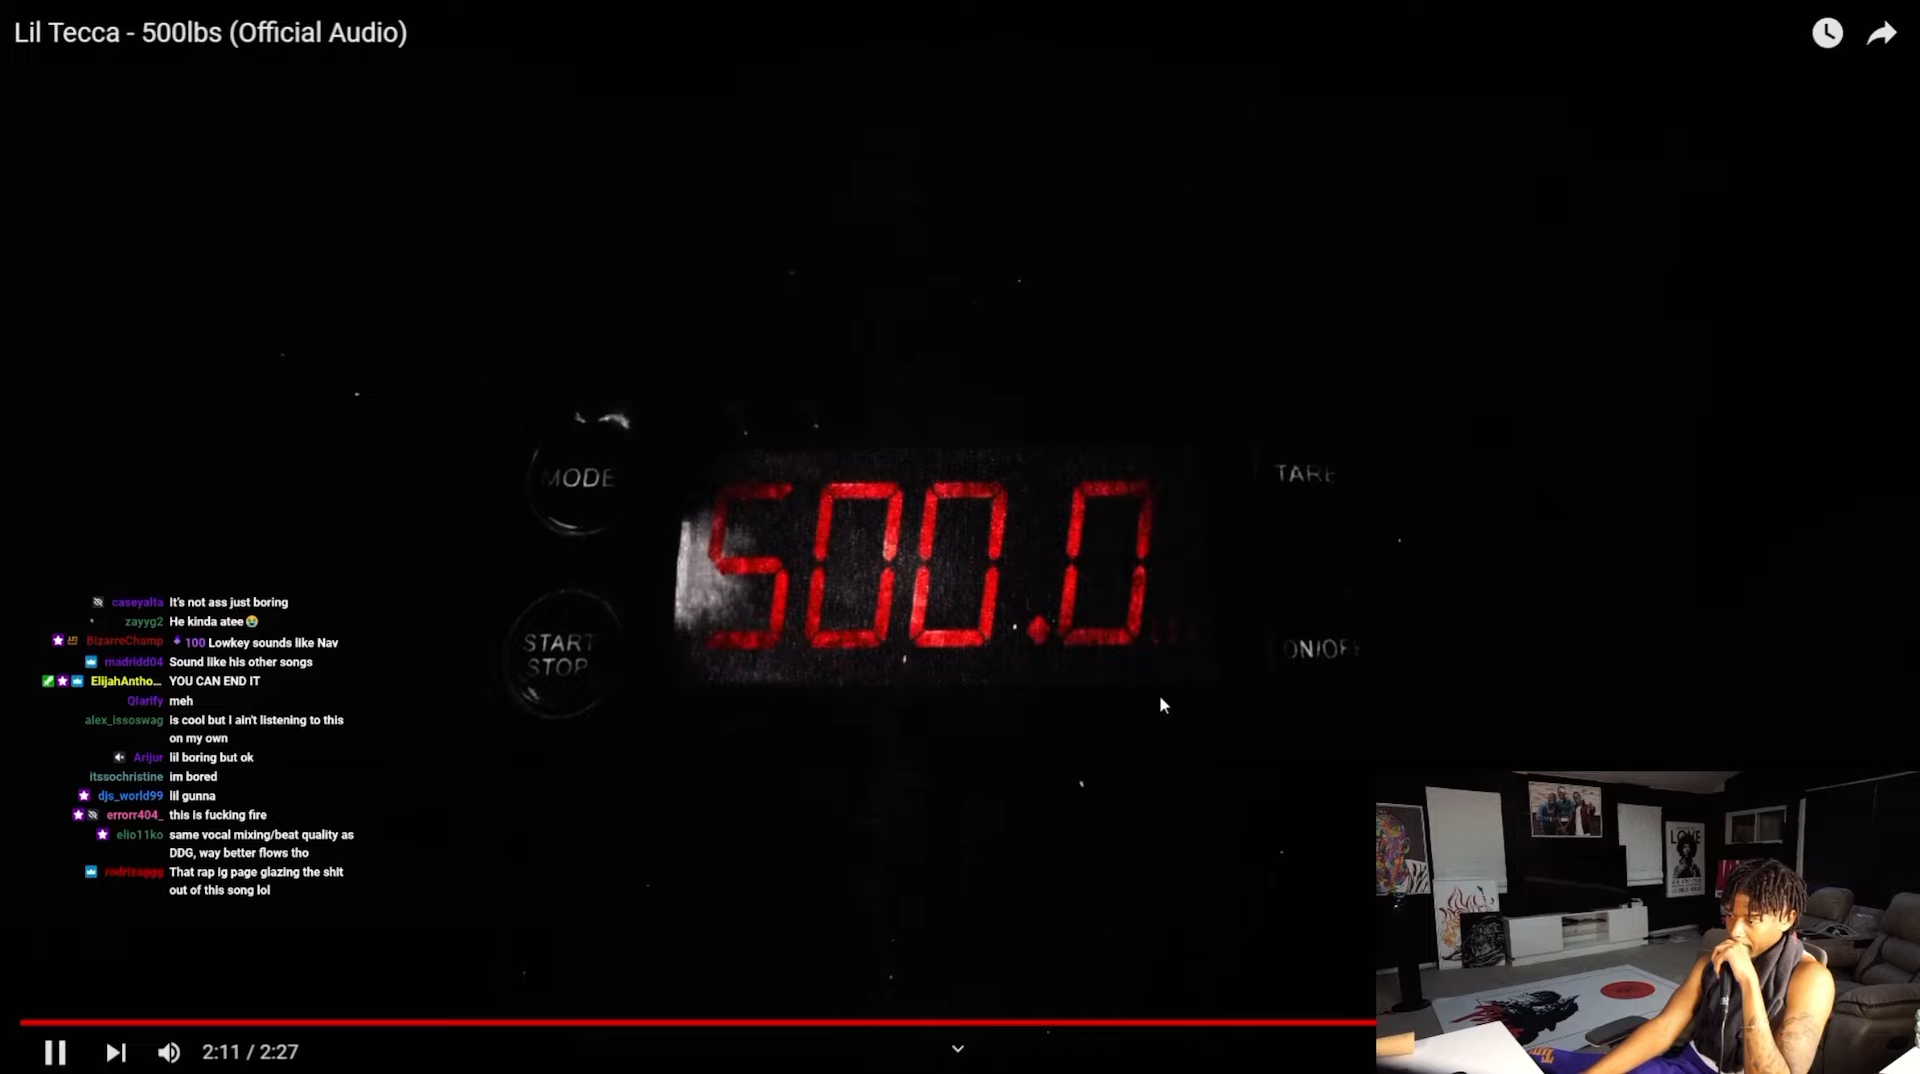 Lil Tecca - 500lbs (Official Audio)
MODE
500.0
TARE
START
STOP
ON/OFF
caseyalta It's not ass just boring
zayyg2 He kinda atee😭
BizarreChamp 100 Lowkey sounds like Nav
madridd04 Sound like his other songs
ElijahAntho... YOU CAN END IT
Qlarify meh
alex_issoswag is cool but I ain't listening to this
on my own
Arijur lil boring but ok
itssochristine im bored
djs_world99 lil gunna
errorr404_ this is fucking fire
elio11ko same vocal mixing/beat quality as
DDG, way better flows tho
rodrizaggg That rap ig page glazing the shit
out of this song lol
LOVE
2:11 / 2:27